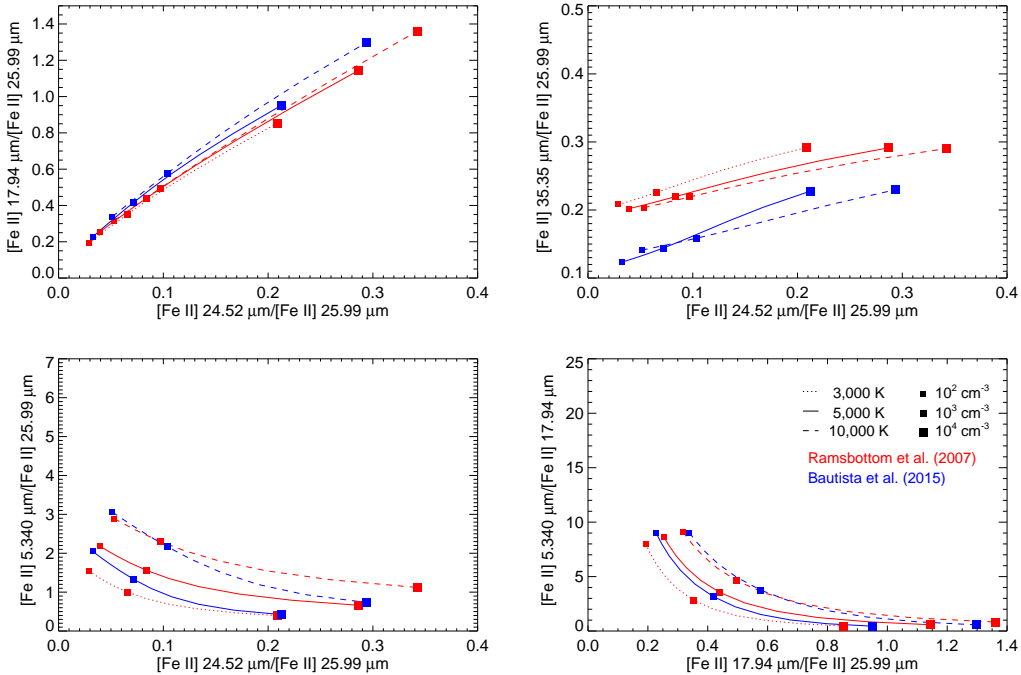 1.4
1.2
1.0
0.8
0.6
0.4
0.2
0.0
[Fe II] 17.94 μm/[Fe II] 25.99 μm
0.0 0.1 0.2 0.3 0.4
[Fe II] 24.52 μm/[Fe II] 25.99 μm
0.5
0.4
0.3
0.2
0.1
[Fe II] 35.35 μm/[Fe II] 25.99 μm
0.0 0.1 0.2 0.3 0.4
[Fe II] 24.52 μm/[Fe II] 25.99 μm
7
6
5
4
3
2
1
0
[Fe II] 5.340 μm/[Fe II] 25.99 μm
0.0 0.1 0.2 0.3 0.4
[Fe II] 24.52 μm/[Fe II] 25.99 μm
25
20
15
10
5
0
[Fe II] 5.340 μm/[Fe II] 17.94 μm
3,000 K 10² cm⁻³
5,000 K 10³ cm⁻³
10,000 K 10⁴ cm⁻³
Ramsbottom et al. (2007)
Bautista et al. (2015)
0.0 0.2 0.4 0.6 0.8 1.0 1.2 1.4
[Fe II] 17.94 μm/[Fe II] 25.99 μm